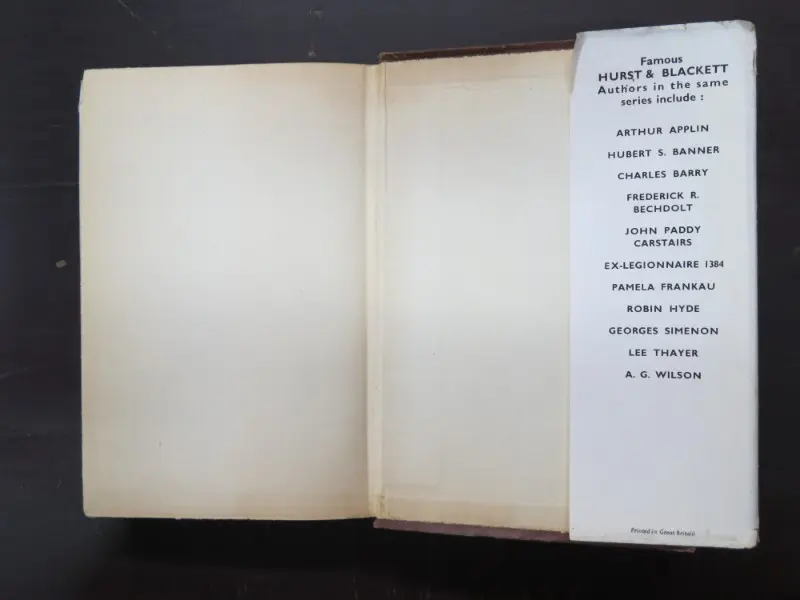 Famous
HURST & BLACKETT
Authors in the same
series include :
ARTHUR APPLIN
HUBERT S. BANNER
CHARLES BARRY
FREDERICK R.
BECHDOLT
JOHN PADDY
CARSTAIRS
EX-LEGIONNAIRE 1384
PAMELA FRANKAU
ROBIN HYDE
GEORGES SIMENON
LEE THAYER
A. G. WILSON
Printed in Great Britain